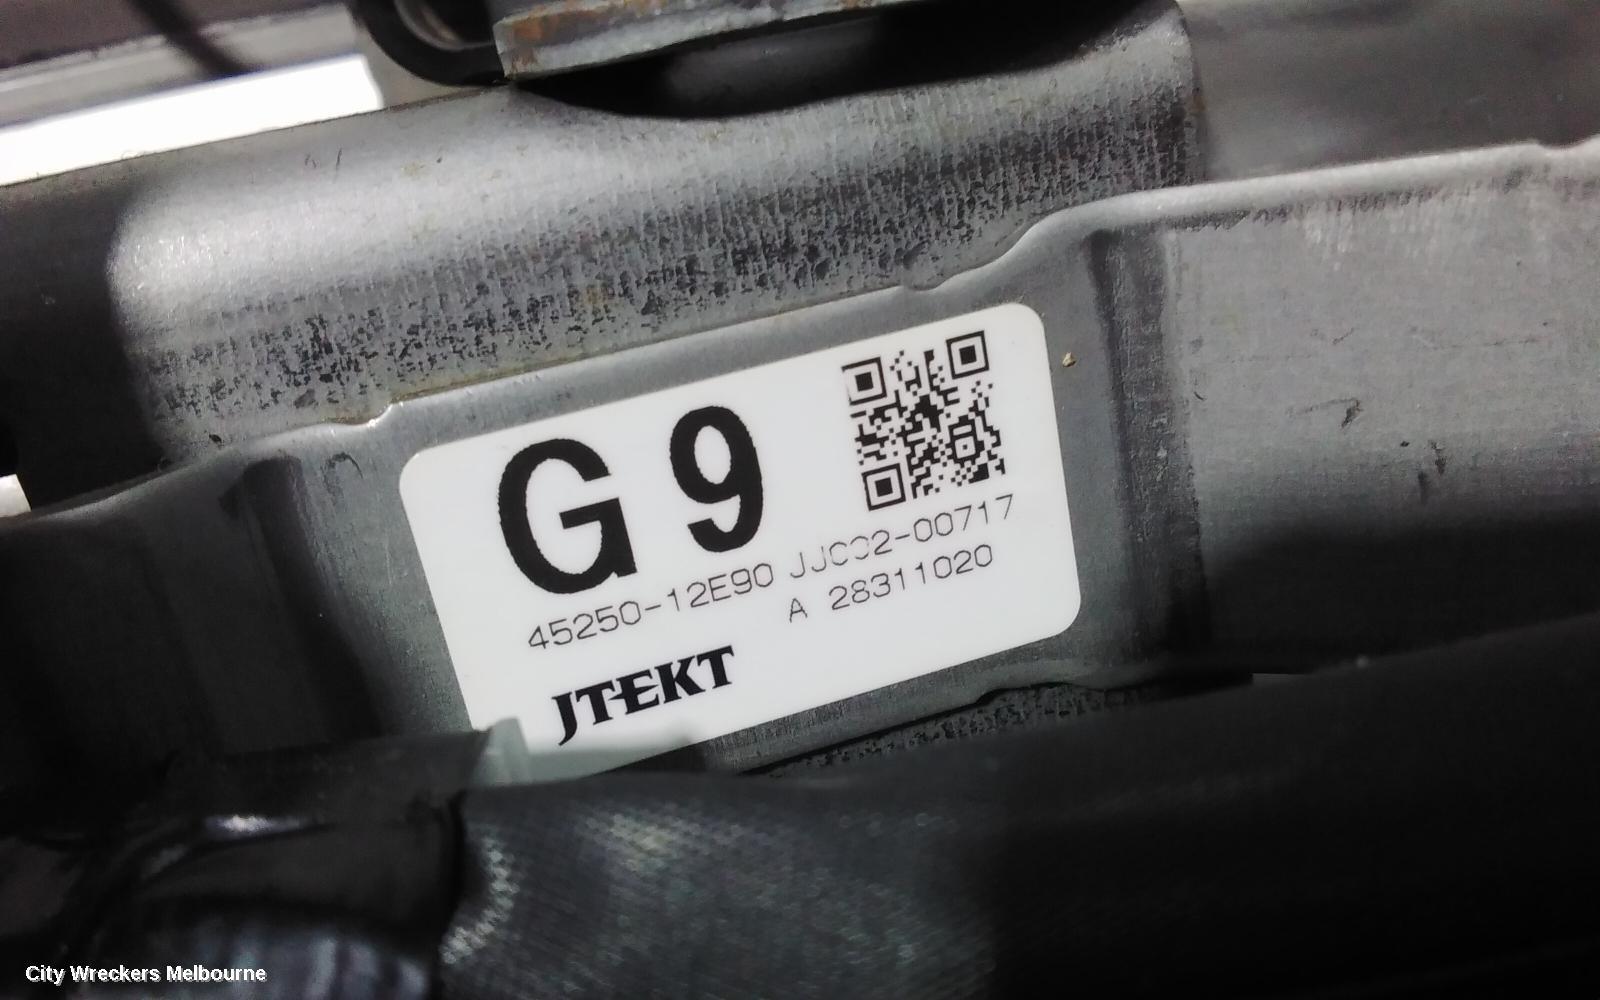 G9
45250-12E90 JJC02-00717
A 28311020
JTEKT
City Wreckers Melbourne